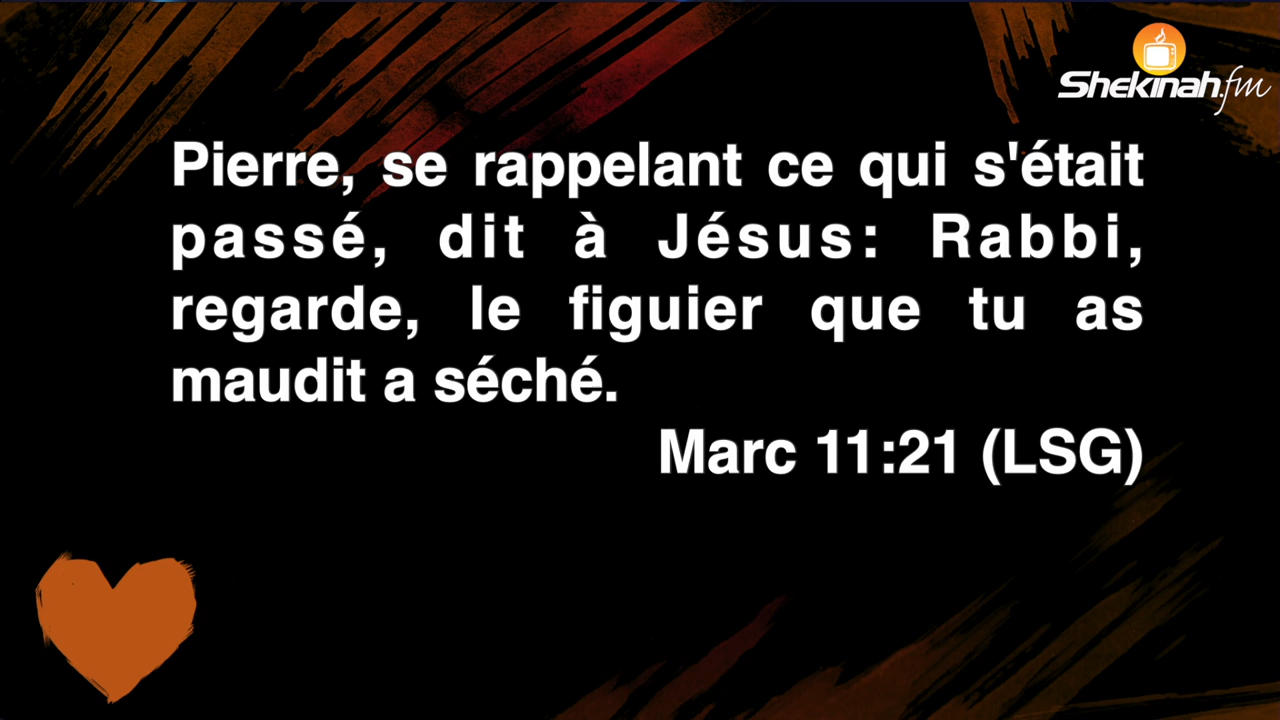 Shekinah.fm
Pierre, se rappelant ce qui s'était
passé, dit à Jésus: Rabbi,
regarde, le figuier que tu as
maudit a séché.
Marc 11:21 (LSG)